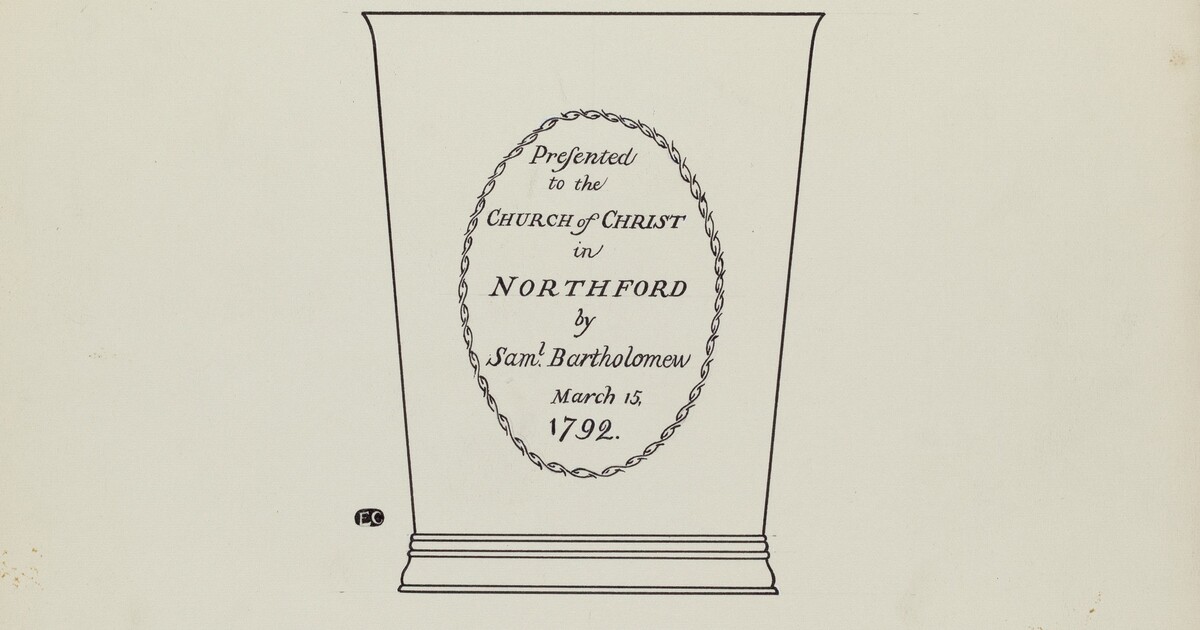 Preſented
to the
CHURCH of CHRIST
in
NORTHFORD
by
Saml. Bartholomew
March 15,
1792.
EC